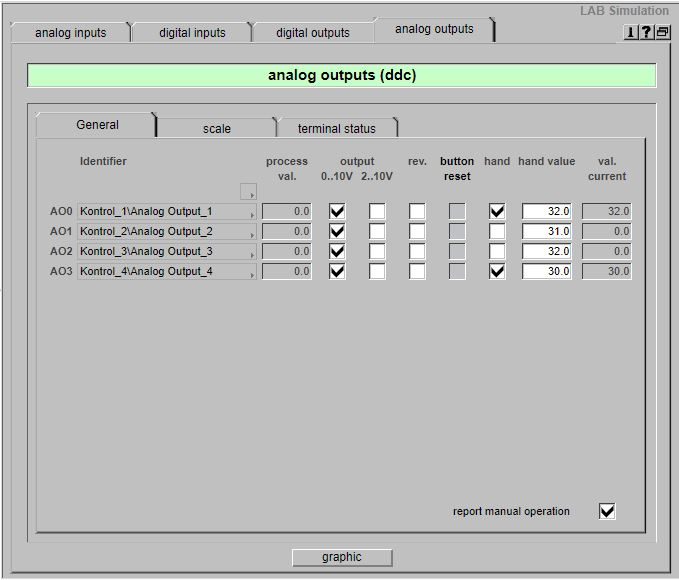 LAB Simulation
analog inputs digital inputs digital outputs analog outputs
analog outputs (ddc)
General scale terminal status
Identifier process output rev. button hand hand value val.
val. 0..10V 2..10V reset current
AO0 Kontrol_1\Analog Output_1 0.0 32.0 32.0
AO1 Kontrol_2\Analog Output_2 0.0 31.0 0.0
AO2 Kontrol_3\Analog Output_3 0.0 32.0 0.0
AO3 Kontrol_4\Analog Output_4 0.0 30.0 30.0
report manual operation
graphic